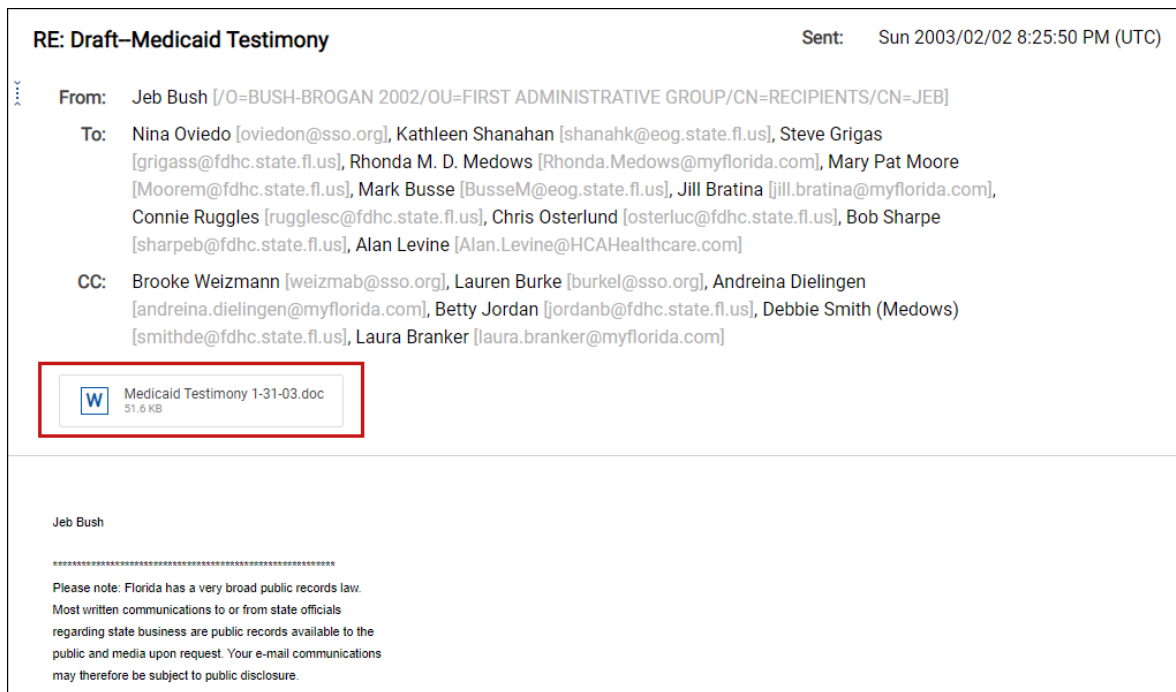 RE: Draft–Medicaid Testimony Sent: Sun 2003/02/02 8:25:50 PM (UTC)
From: Jeb Bush [/O=BUSH-BROGAN 2002/OU=FIRST ADMINISTRATIVE GROUP/CN=RECIPIENTS/CN=JEB]
To: Nina Oviedo [oviedon@sso.org], Kathleen Shanahan [shanahk@eog.state.fl.us], Steve Grigas
[grigass@fdhc.state.fl.us], Rhonda M. D. Medows [Rhonda.Medows@myflorida.com], Mary Pat Moore
[Moorem@fdhc.state.fl.us], Mark Busse [BusseM@eog.state.fl.us], Jill Bratina [jill.bratina@myflorida.com],
Connie Ruggles [rugglesc@fdhc.state.fl.us], Chris Osterlund [osterluc@fdhc.state.fl.us], Bob Sharpe
[sharpeb@fdhc.state.fl.us], Alan Levine [Alan.Levine@HCAHealthcare.com]
CC: Brooke Weizmann [weizmab@sso.org], Lauren Burke [burkel@sso.org], Andreina Dielingen
[andreina.dielingen@myflorida.com], Betty Jordan [jordanb@fdhc.state.fl.us], Debbie Smith (Medows)
[smithde@fdhc.state.fl.us], Laura Branker [laura.branker@myflorida.com]
W Medicaid Testimony 1-31-03.doc
51.6 KB
Jeb Bush
***********************************************************
Please note: Florida has a very broad public records law.
Most written communications to or from state officials
regarding state business are public records available to the
public and media upon request. Your e-mail communications
may therefore be subject to public disclosure.